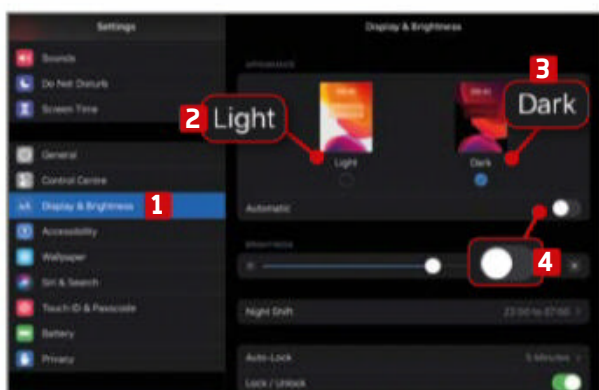 Settings
Display & Brightness
Sounds
Do Not Disturb
Screen Time
APPEARANCE
3
2 Light
Dark
Light
Dark
General
Control Centre
AA Display & Brightness 1
Automatic
Accessibility
BRIGHTNESS
4
Wallpaper
Siri & Search
Touch ID & Passcode
Night Shift 22:00 to 07:00
Battery
Privacy
Auto-Lock 5 Minutes
Lock / Unlock